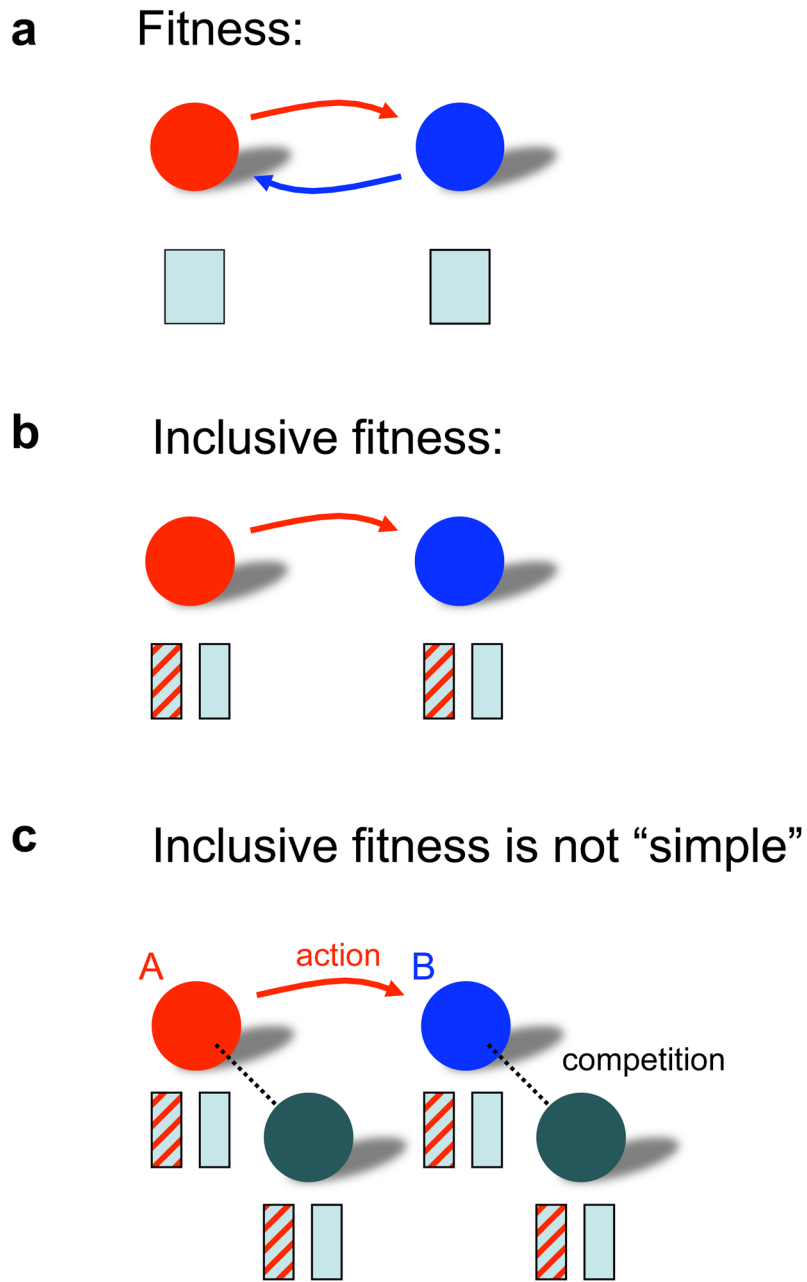 a Fitness:
b Inclusive fitness:
c Inclusive fitness is not “simple”
A action B
competition